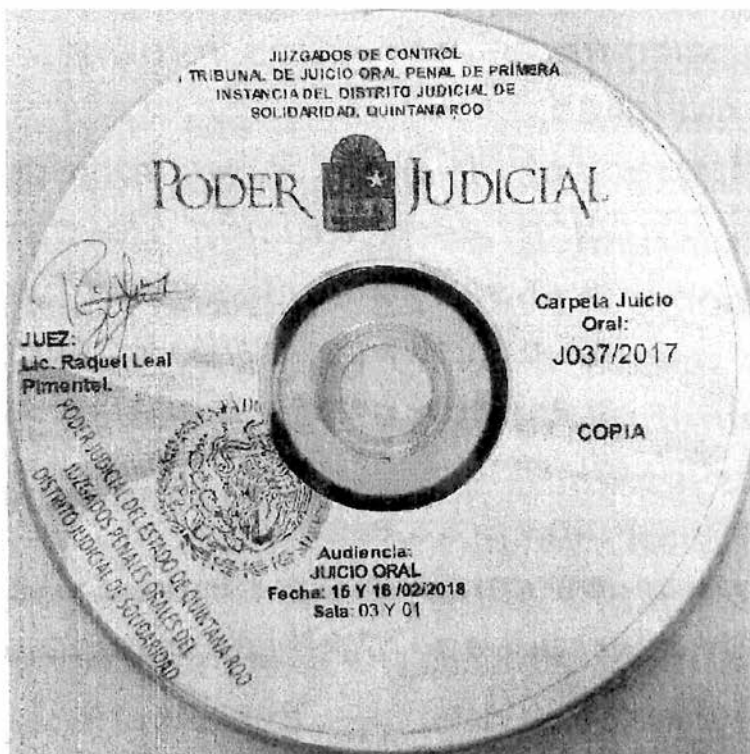 JUZGADOS DE CONTROL
, TRIBUNAL DE JUICIO ORAL PENAL DE PRIMERA
INSTANCIA DEL DISTRITO JUDICIAL DE
SOLIDARIDAD, QUINTANA ROO
PODER JUDICIAL
JUEZ:
Lic. Raquel Leal
Pimentel.
Carpeta Juicio
Oral:
J037/2017
COPIA
PODER JUDICIAL DEL ESTADO DE QUINTANA ROO
JUZGADOS PENALES ORALES DEL
DISTRITO JUDICIAL DE SOLIDARIDAD
Audiencia:
JUICIO ORAL
Fecha: 15 Y 16 /02/2018
Sala: 03 Y 01